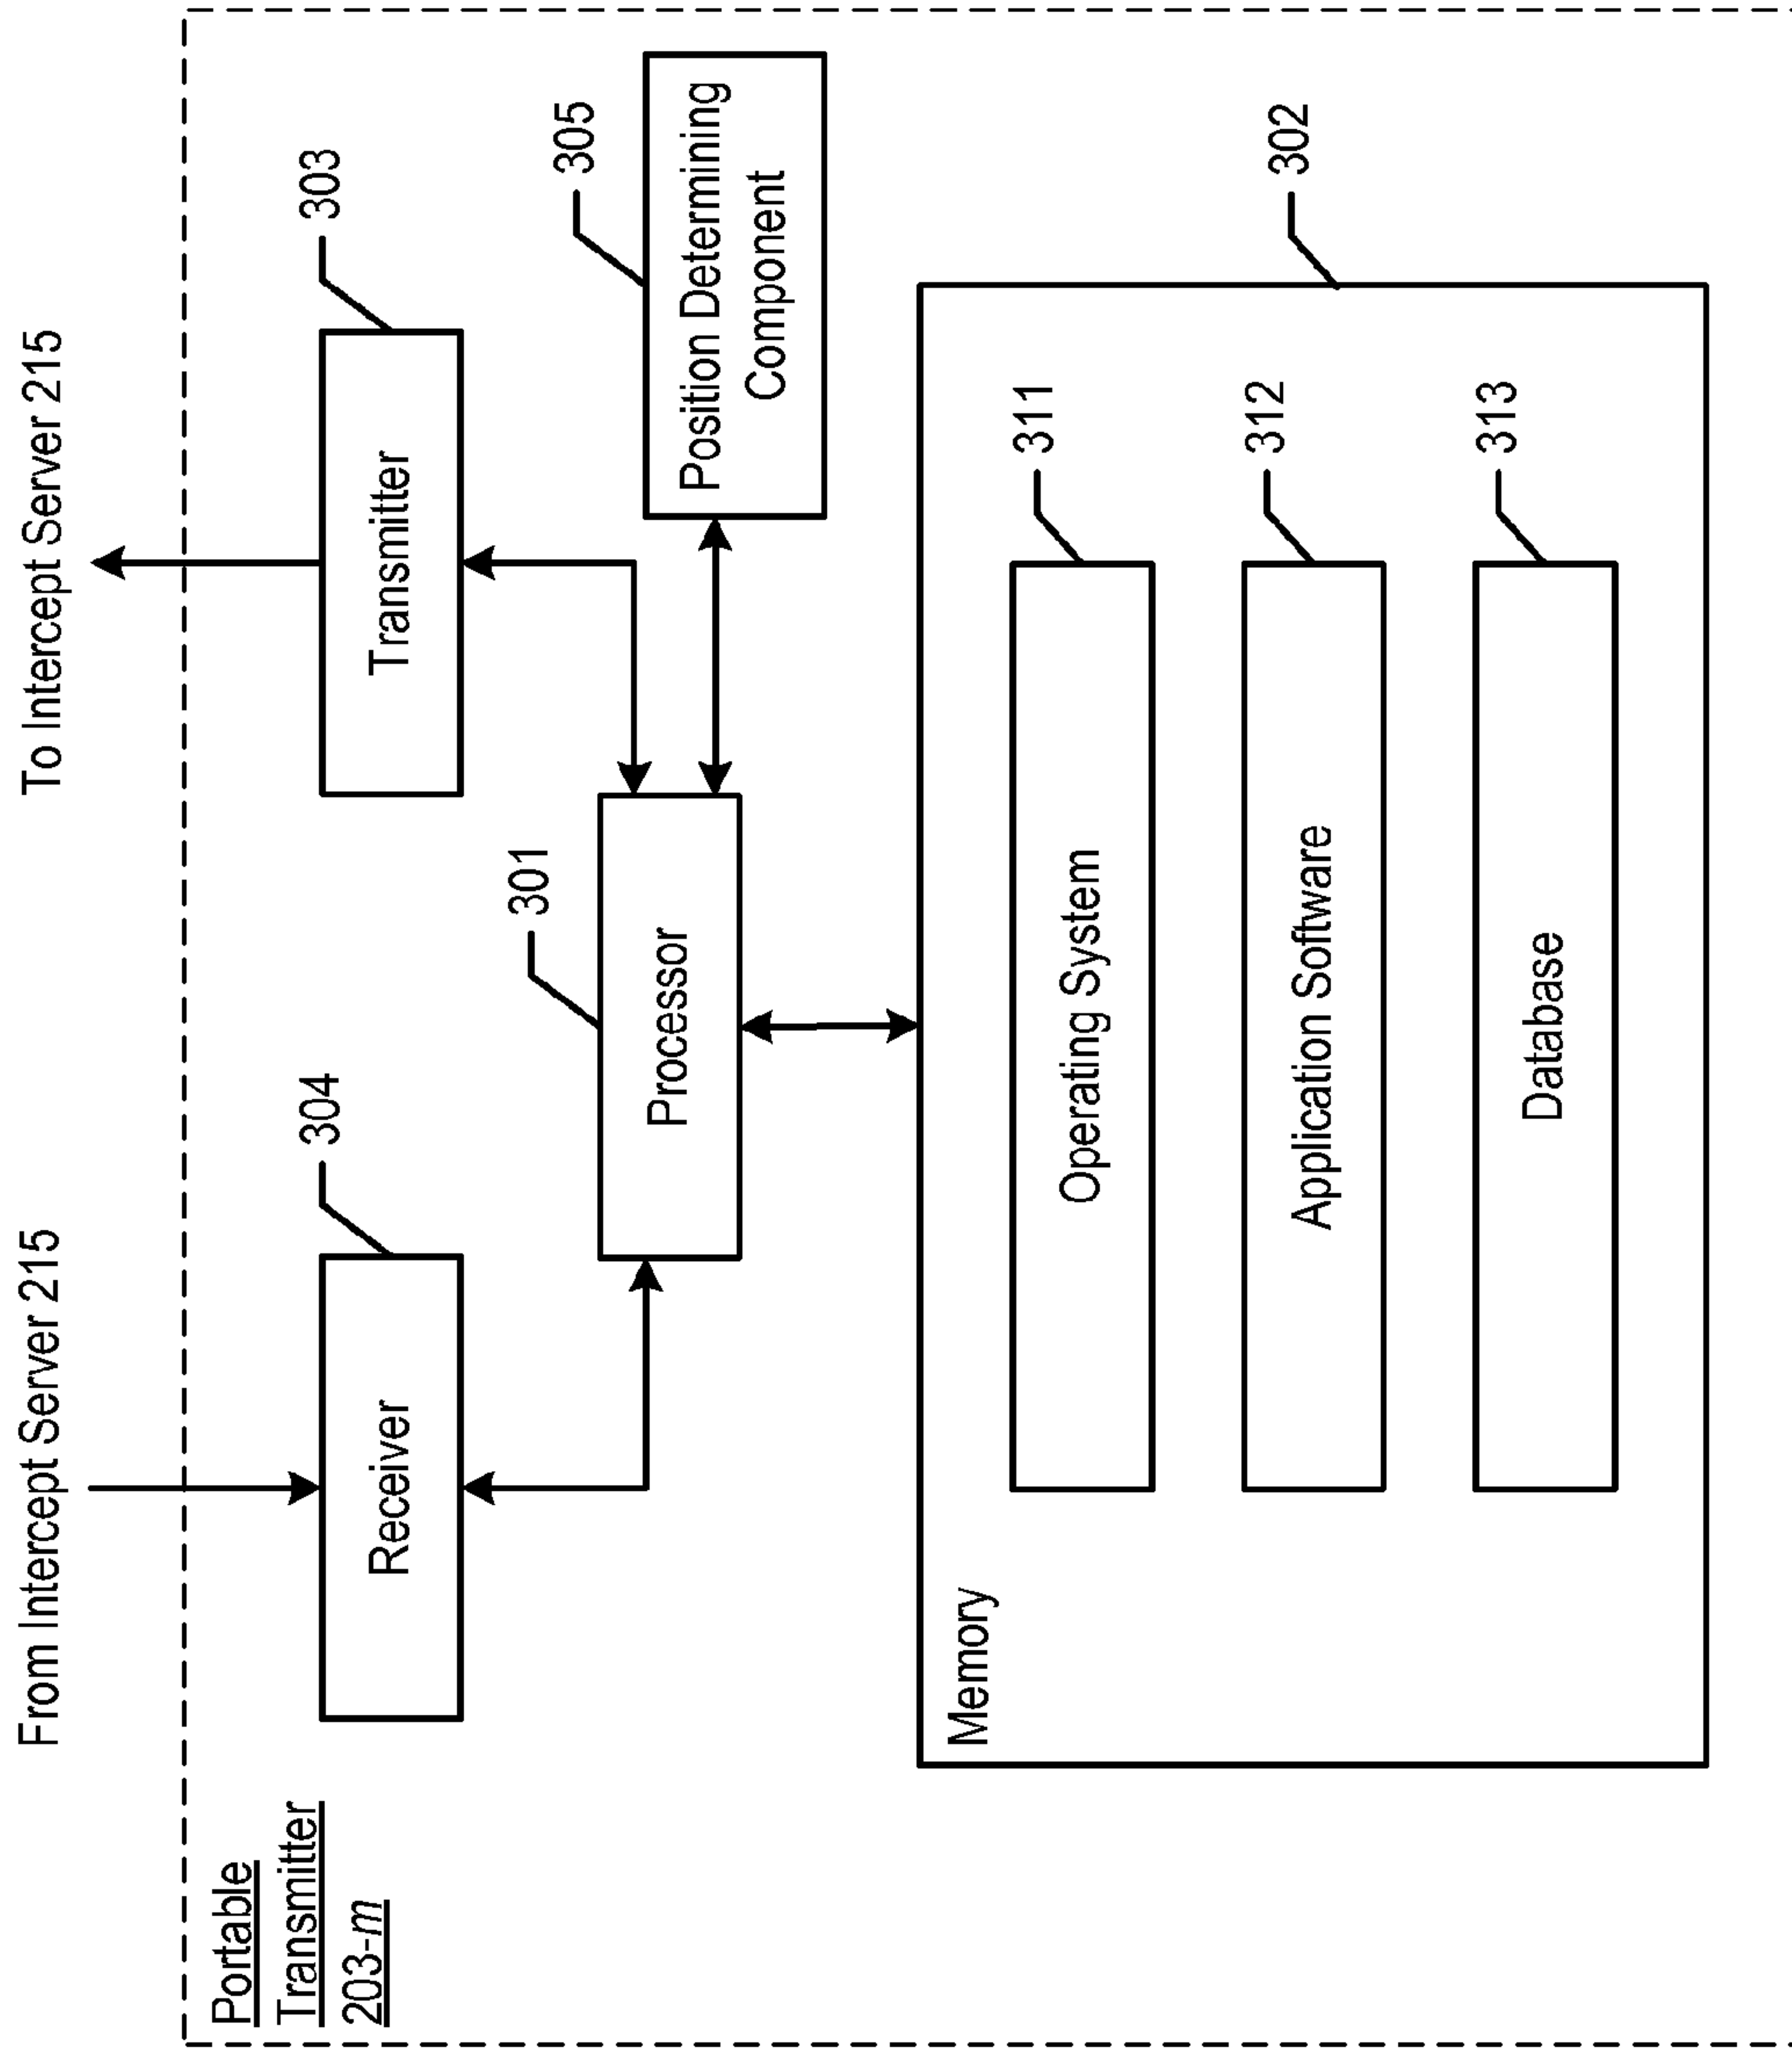 From Intercept Server 215
To Intercept Server 215
Portable
Transmitter
203-m
304
303
Receiver
Transmitter
301
305
Processor
Position Determining
Component
Memory
302
311
Operating System
312
Application Software
313
Database